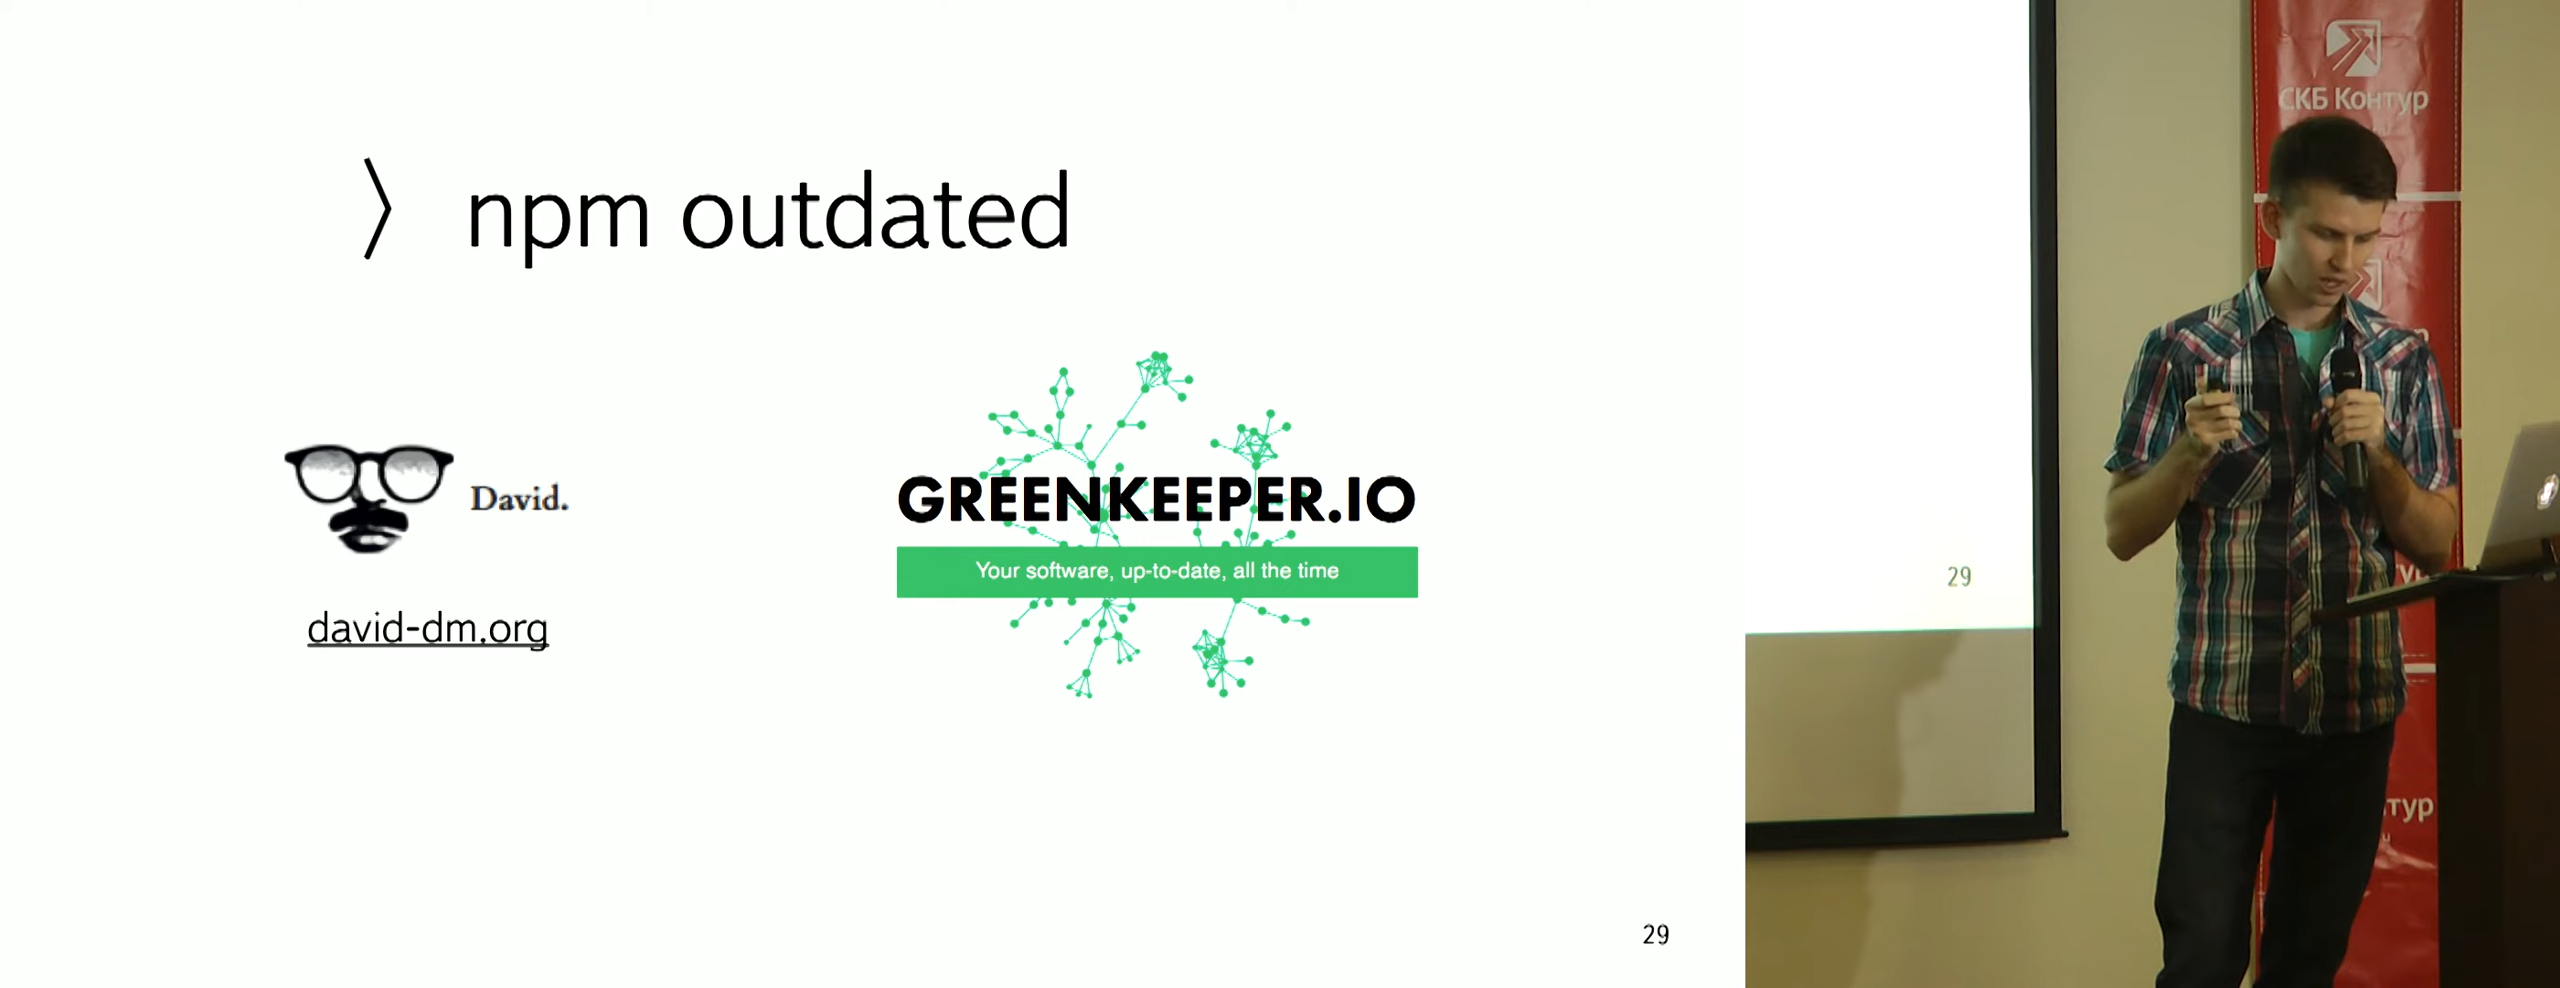 〉 npm outdated
David.
david-dm.org
GREENKEEPER.IO
Your software, up-to-date, all the time
29
29
СКБ Контур
тур